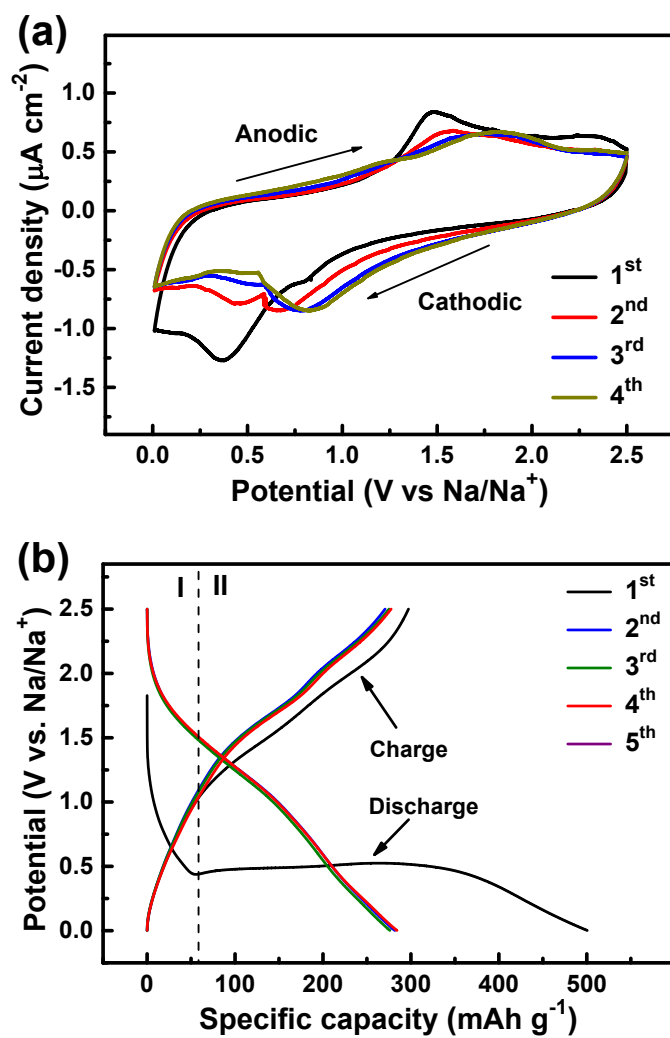 (a)
Current density (μA cm⁻²)
1.0
0.5
0.0
-0.5
-1.0
-1.5
Anodic
Cathodic
1st
2nd
3rd
4th
0.0 0.5 1.0 1.5 2.0 2.5
Potential (V vs Na/Na⁺)
(b)
Potential (V vs. Na/Na⁺)
2.5
2.0
1.5
1.0
0.5
0.0
I II
1st
2nd
3rd
4th
5th
Charge
Discharge
0 100 200 300 400 500
Specific capacity (mAh g⁻¹)